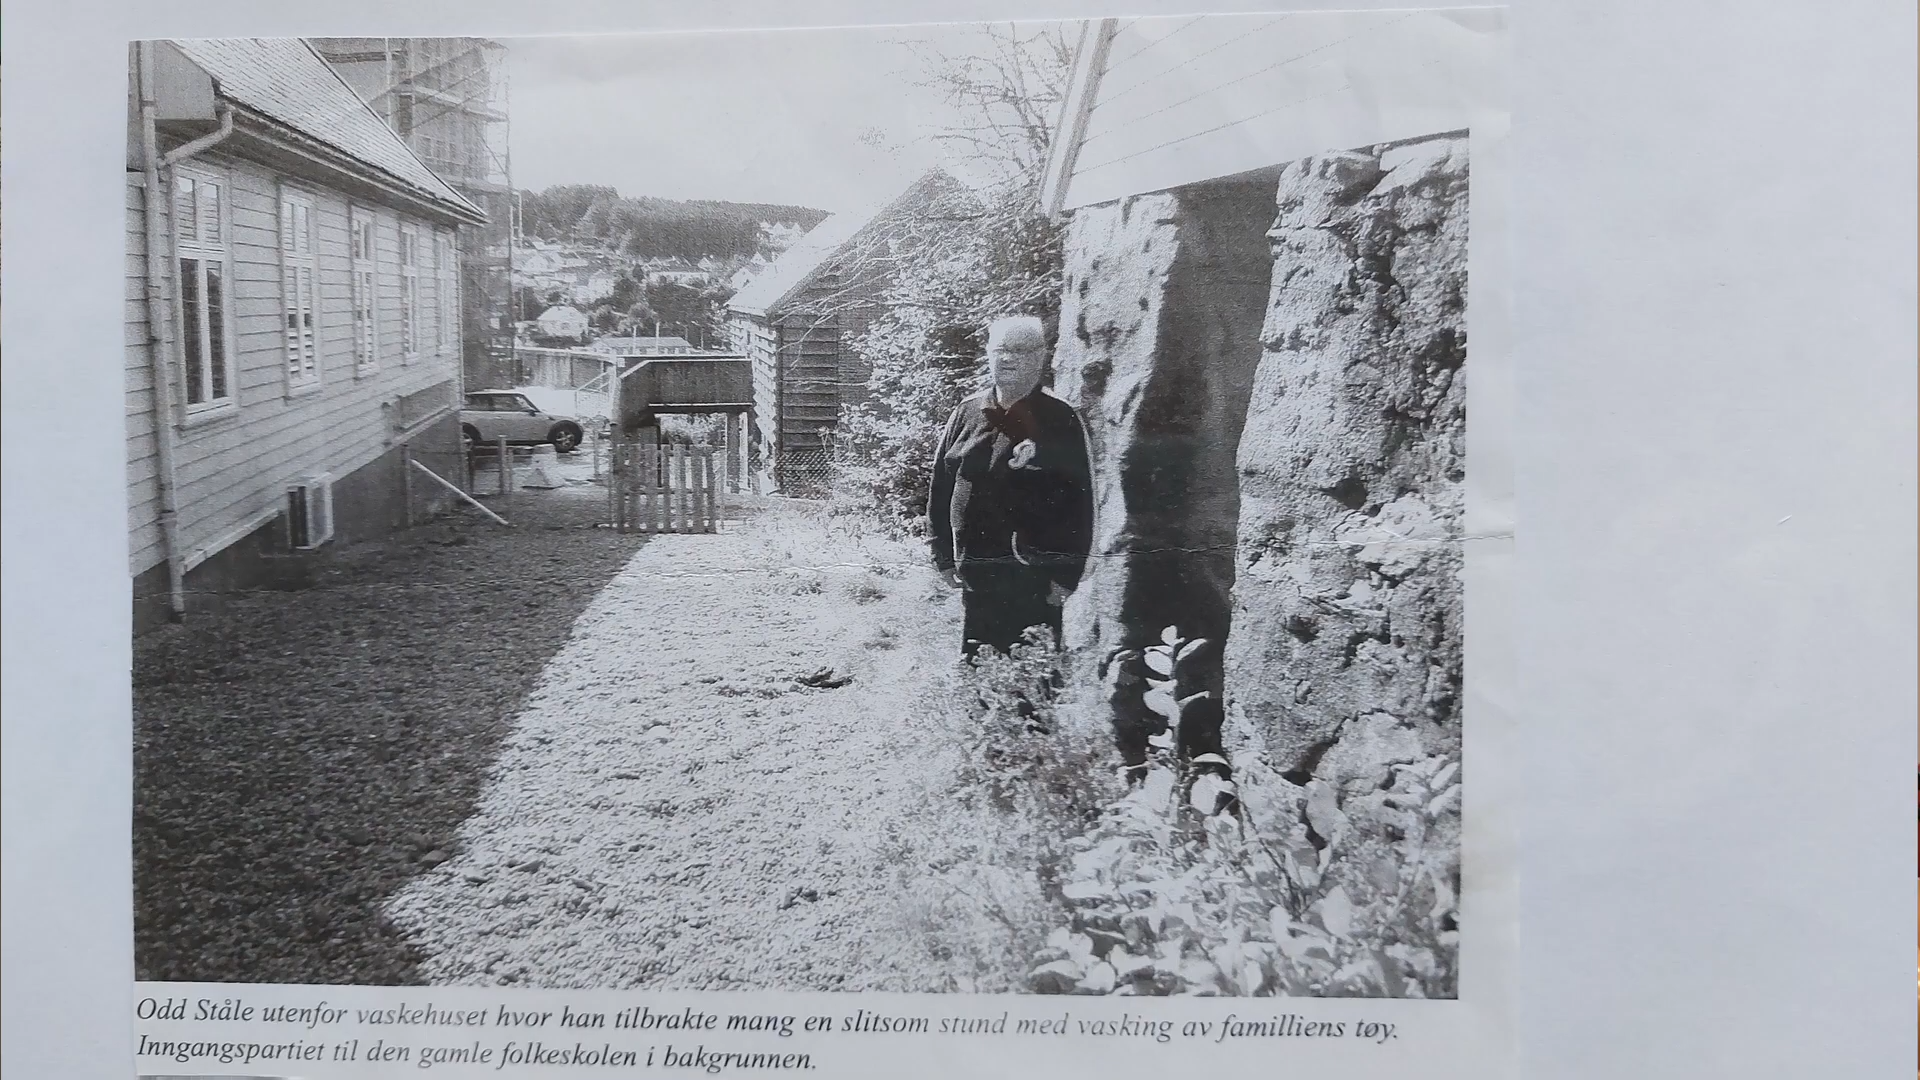 Odd Ståle utenfor vaskehuset hvor han tilbrakte mang en slitsom stund med vasking av familliens tøy.
Inngangspartiet til den gamle folkeskolen i bakgrunnen.